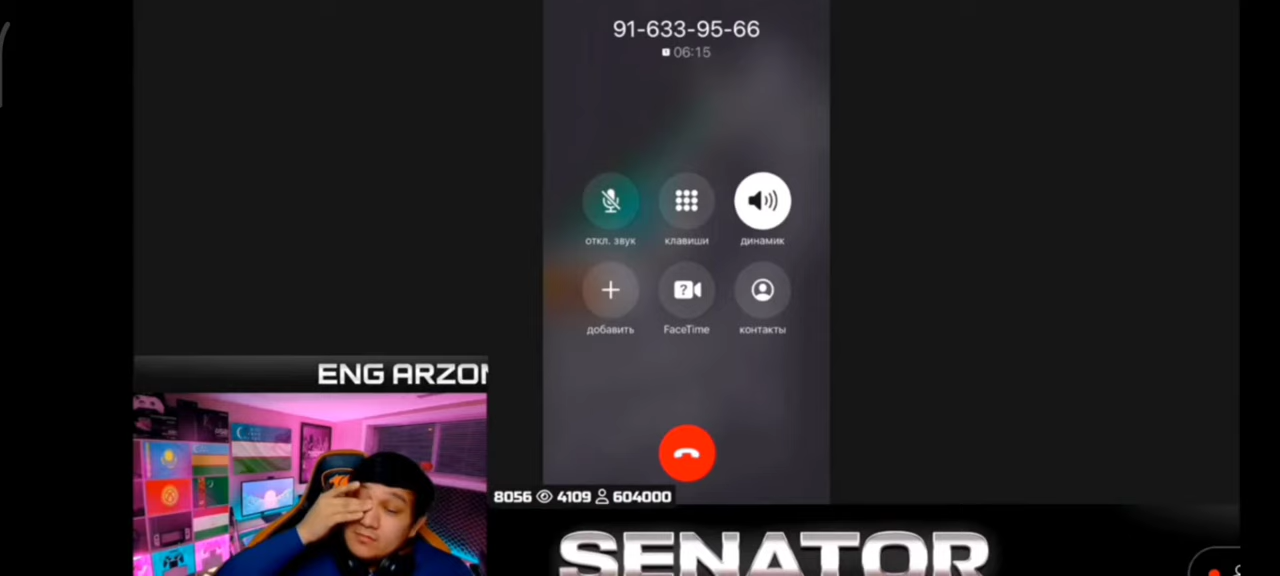 91-633-95-66
06:15
откл. звук
клавиши
динамик
добавить
FaceTime
контакты
ENG ARZON
8056 4109 604000
SENATOR